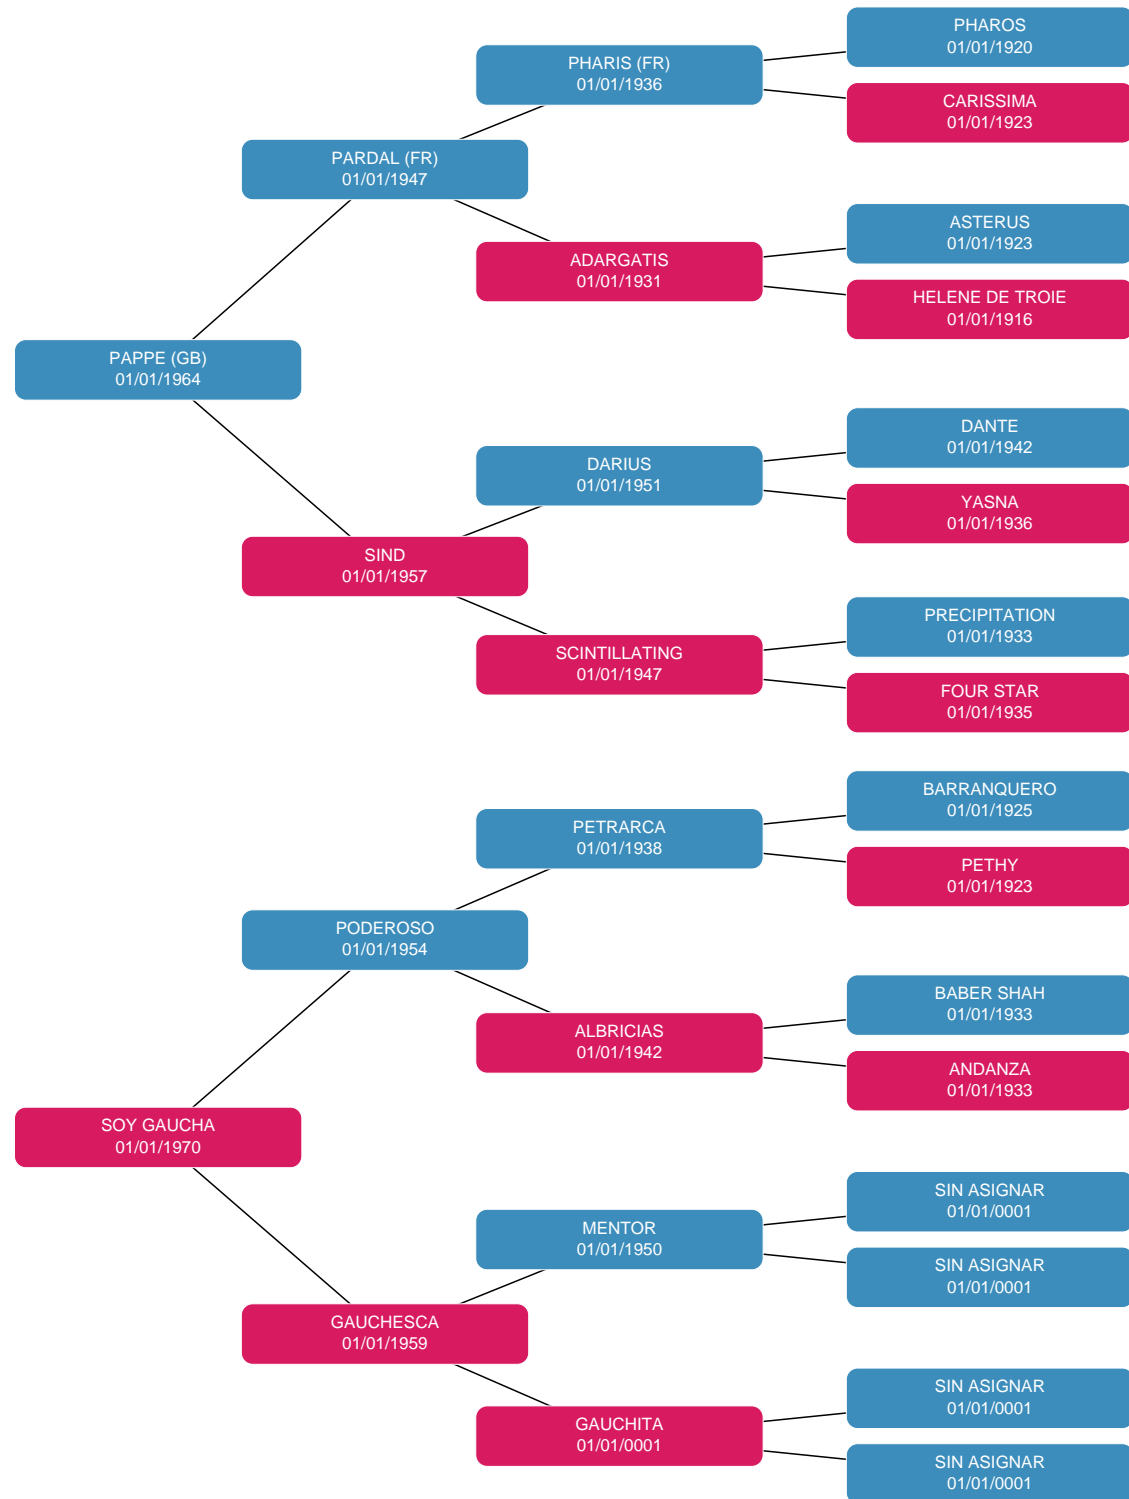 PHAROS
01/01/1920
PHARIS (FR)
01/01/1936
CARISSIMA
01/01/1923
PARDAL (FR)
01/01/1947
ASTERUS
01/01/1923
ADARGATIS
01/01/1931
HELENE DE TROIE
01/01/1916
PAPPE (GB)
01/01/1964
DANTE
01/01/1942
DARIUS
01/01/1951
YASNA
01/01/1936
SIND
01/01/1957
PRECIPITATION
01/01/1933
SCINTILLATING
01/01/1947
FOUR STAR
01/01/1935
BARRANQUERO
01/01/1925
PETRARCA
01/01/1938
PETHY
01/01/1923
PODEROSO
01/01/1954
BABER SHAH
01/01/1933
ALBRICIAS
01/01/1942
ANDANZA
01/01/1933
SOY GAUCHA
01/01/1970
SIN ASIGNAR
01/01/0001
MENTOR
01/01/1950
SIN ASIGNAR
01/01/0001
GAUCHESCA
01/01/1959
SIN ASIGNAR
01/01/0001
GAUCHITA
01/01/0001
SIN ASIGNAR
01/01/0001